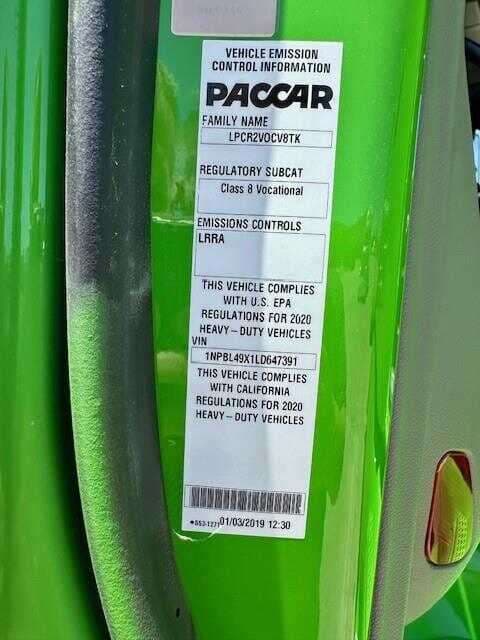 VEHICLE EMISSION
CONTROL INFORMATION
PACCAR
FAMILY NAME
LPCR2VOCV8TK
REGULATORY SUBCAT
Class 8 Vocational
EMISSIONS CONTROLS
LRRA
THIS VEHICLE COMPLIES
WITH U.S. EPA
REGULATIONS FOR 2020
HEAVY-DUTY VEHICLES
VIN
1NPBL49X1LD647391
THIS VEHICLE COMPLIES
WITH CALIFORNIA
REGULATIONS FOR 2020
HEAVY-DUTY VEHICLES
01/03/2019 12:30